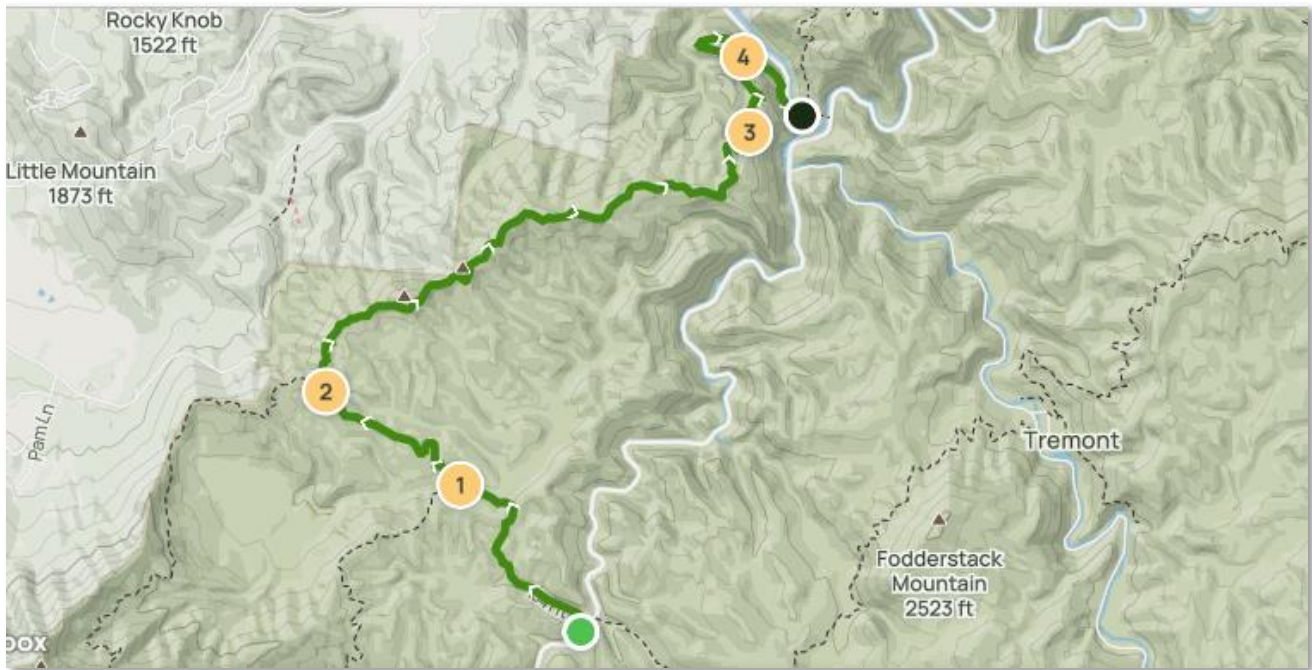 Rocky Knob
1522 ft
4
3
Little Mountain
1873 ft
2
Pam Ln
Tremont
1
Fodderstack
Mountain
2523 ft
box